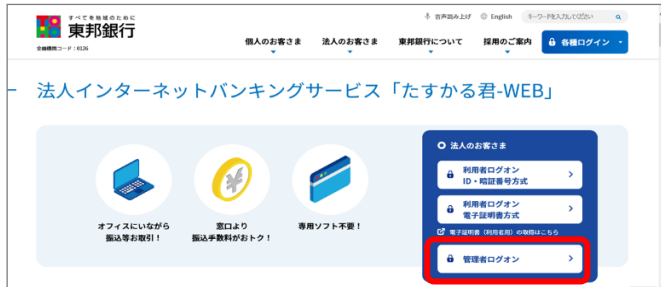 すべてを地域のために
東邦銀行
金融機関コード：0126
音声読み上げ
English
キーワードを入力してください
個人のお客さま
法人のお客さま
東邦銀行について
採用のご案内
各種ログイン
法人インターネットバンキングサービス「たすかる君-WEB」
オフィスにいながら
振込等お取引！
窓口より
振込手数料がおトク！
専用ソフト不要！
法人のお客さま
利用者ログオン
ID・暗証番号方式
利用者ログオン
電子証明書方式
電子証明書（利用者用）の取得はこちら
管理者ログオン